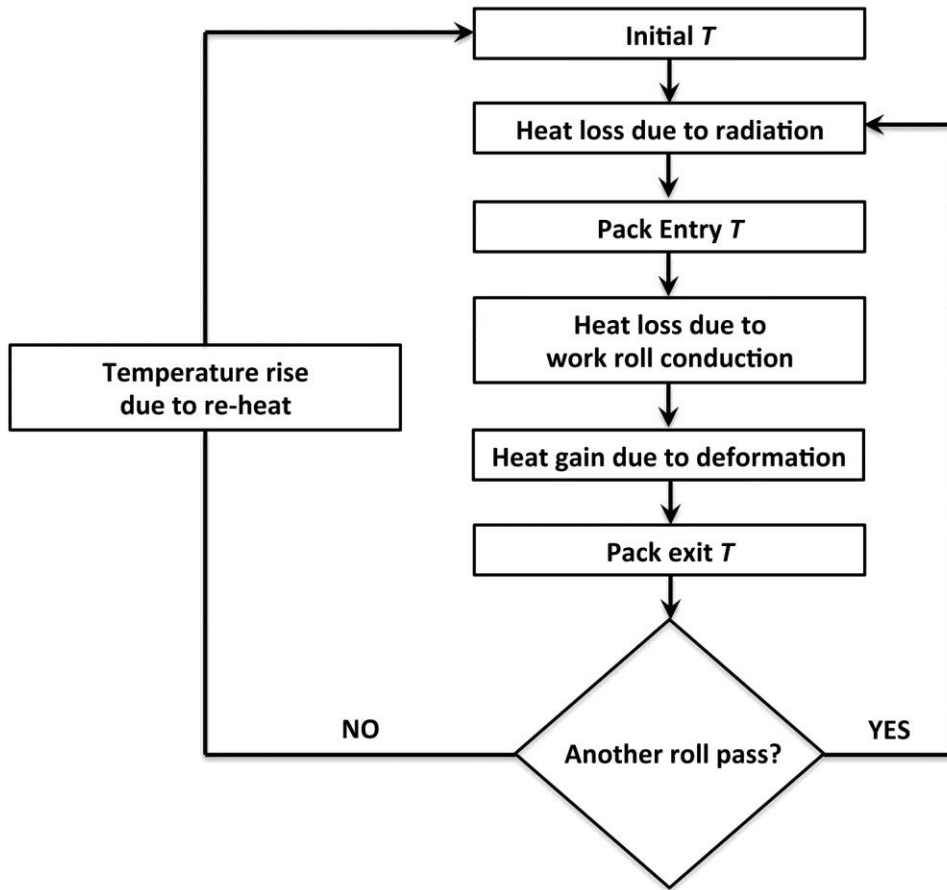 Initial T
Heat loss due to radiation
Pack Entry T
Heat loss due to
work roll conduction
Temperature rise
due to re-heat
Heat gain due to deformation
Pack exit T
NO
YES
Another roll pass?